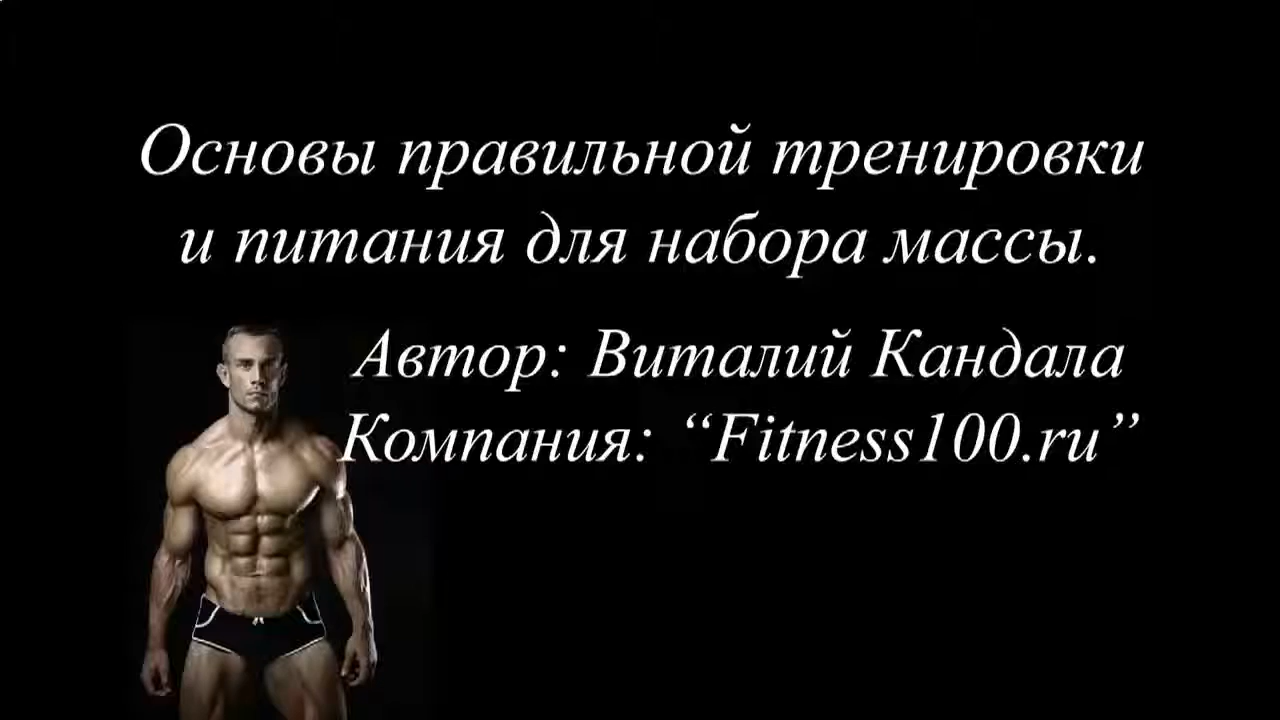 Основы правильной тренировки
и питания для набора массы.
Автор: Виталий Кандала
Компания: “Fitness100.ru”